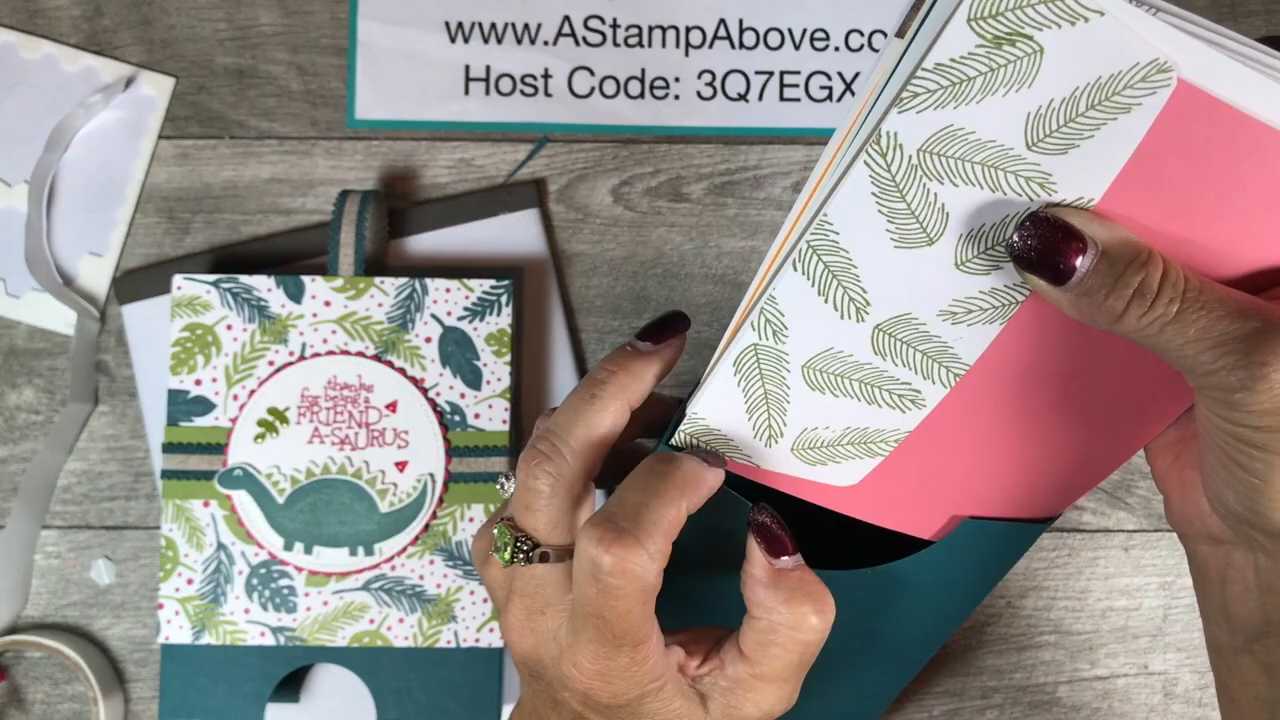 www.AStampAbove.co
Host Code: 3Q7EGX
thanks
for being a
FRIEND-
A-SAURUS